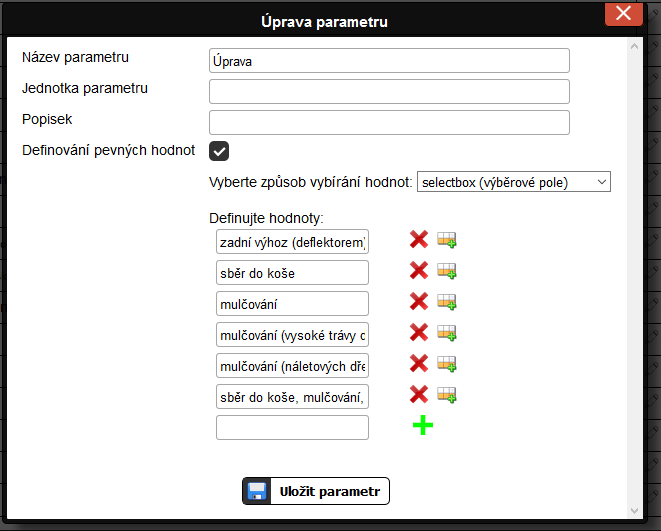 Úprava parametru
Název parametru
Úprava
Jednotka parametru
Popisek
Definování pevných hodnot
Vyberte způsob vybírání hodnot: selectbox (výběrové pole)
Definujte hodnoty:
zadní výhoz (deflektorem)
sběr do koše
mulčování
mulčování (vysoké trávy
mulčování (náletových
sběr do koše, mulčování,
Uložit parametr